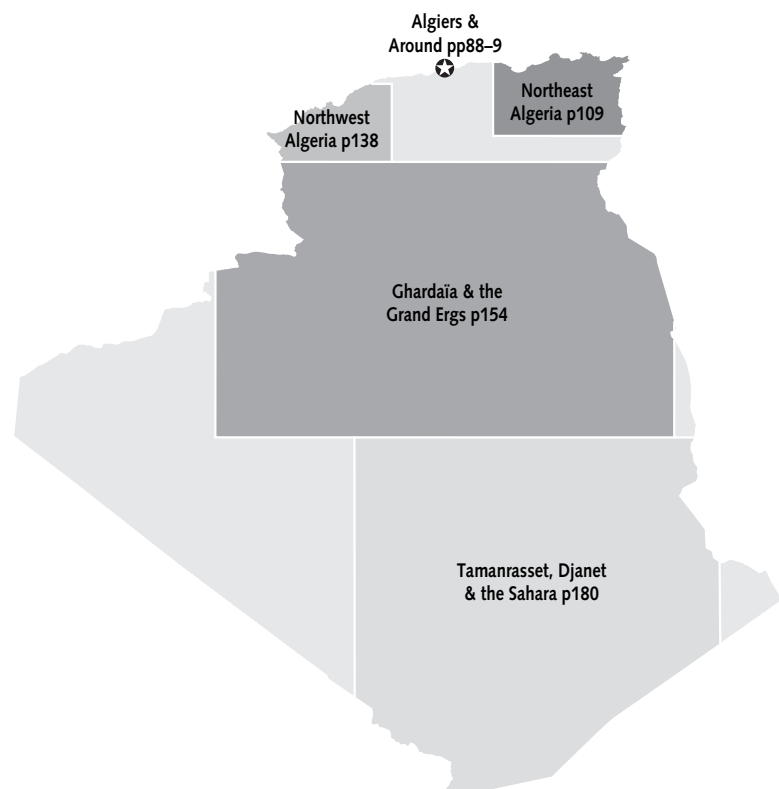 Algiers &
Around pp88–9
Northeast
Algeria p109
Northwest
Algeria p138
Ghardaïa & the
Grand Ergs p154
Tamanrasset, Djanet
& the Sahara p180